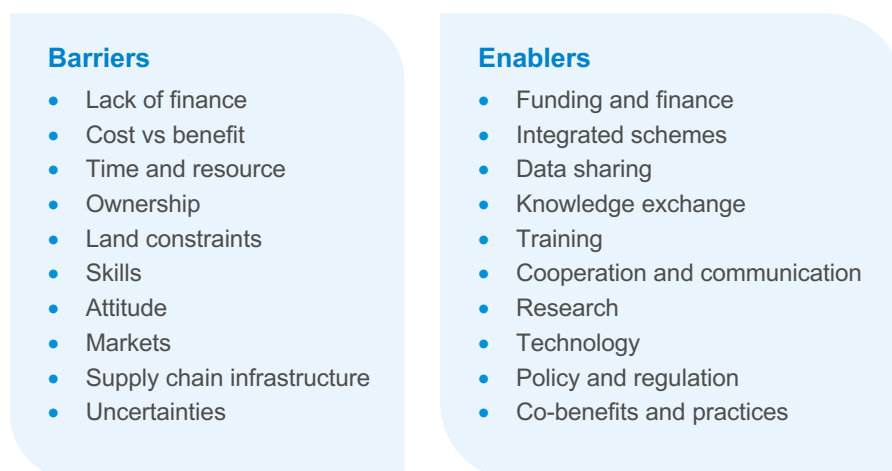 Barriers
• Lack of finance
• Cost vs benefit
• Time and resource
• Ownership
• Land constraints
• Skills
• Attitude
• Markets
• Supply chain infrastructure
• Uncertainties
Enablers
• Funding and finance
• Integrated schemes
• Data sharing
• Knowledge exchange
• Training
• Cooperation and communication
• Research
• Technology
• Policy and regulation
• Co-benefits and practices